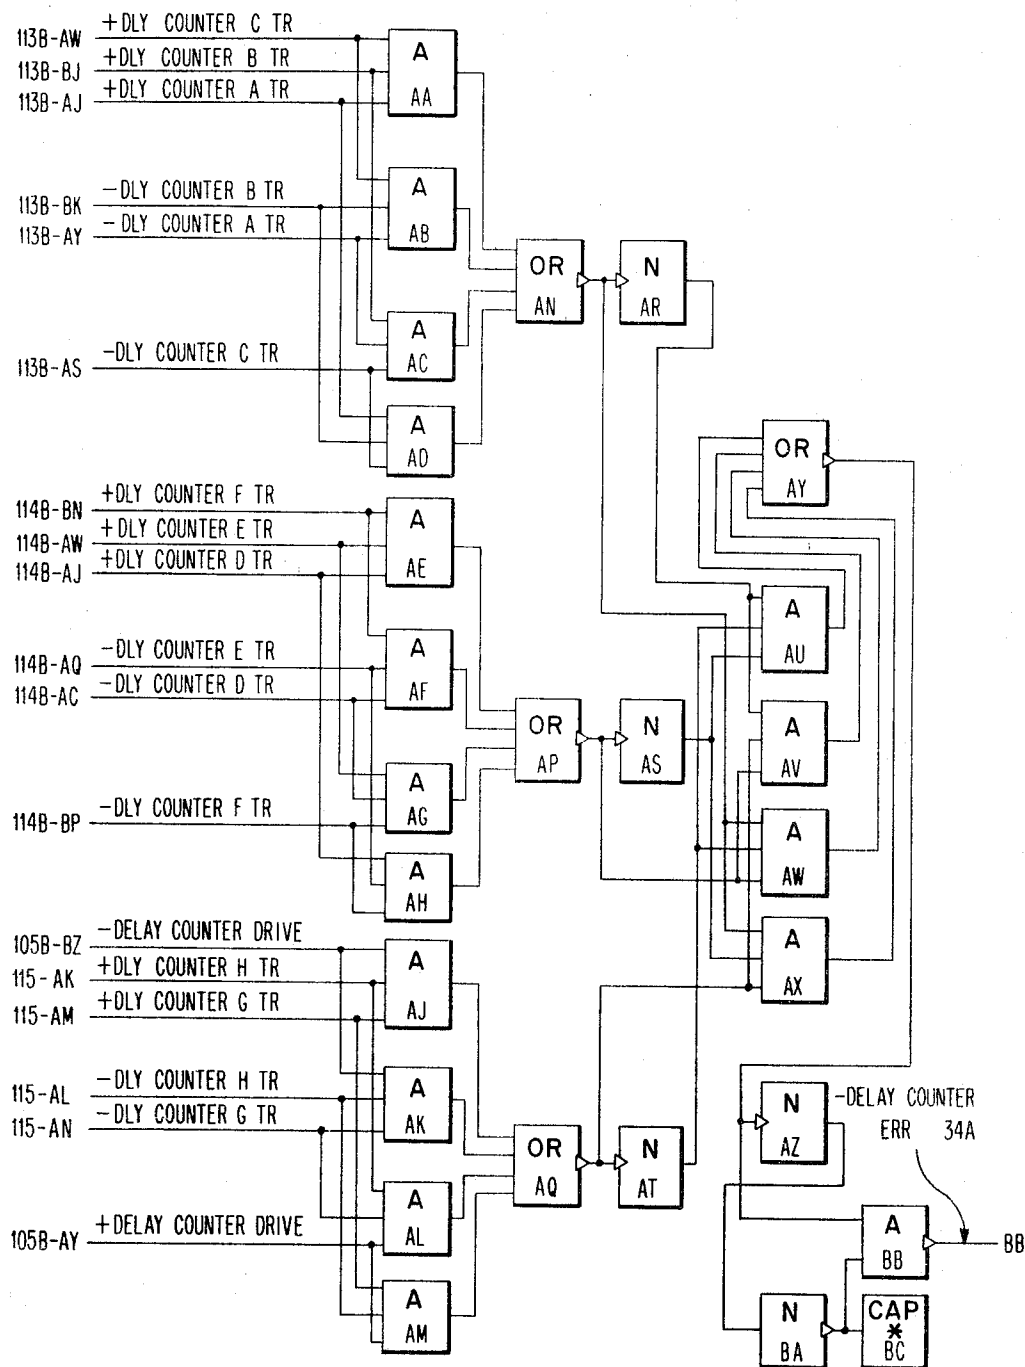 113B-AW +DLY COUNTER C TR
113B-BJ +DLY COUNTER B TR
113B-AJ +DLY COUNTER A TR
A
AA
113B-BK -DLY COUNTER B TR
113B-AY -DLY COUNTER A TR
A
AB
OR
AN
N
AR
A
AC
113B-AS -DLY COUNTER C TR
A
AD
OR
AY
114B-BN +DLY COUNTER F TR
114B-AW +DLY COUNTER E TR
114B-AJ +DLY COUNTER D TR
A
AE
A
AU
114B-AQ -DLY COUNTER E TR
114B-AC -DLY COUNTER D TR
A
AF
OR
AP
N
AS
A
AV
A
AG
114B-BP -DLY COUNTER F TR
A
AW
A
AH
105B-BZ -DELAY COUNTER DRIVE
115-AK +DLY COUNTER H TR
115-AM +DLY COUNTER G TR
A
AJ
A
AX
115-AL -DLY COUNTER H TR
115-AN -DLY COUNTER G TR
A
AK
N
AZ
-DELAY COUNTER
ERR 34A
OR
AQ
N
AT
A
AL
105B-AY +DELAY COUNTER DRIVE
A
BB
BB
A
AM
N
BA
CAP
*
BC